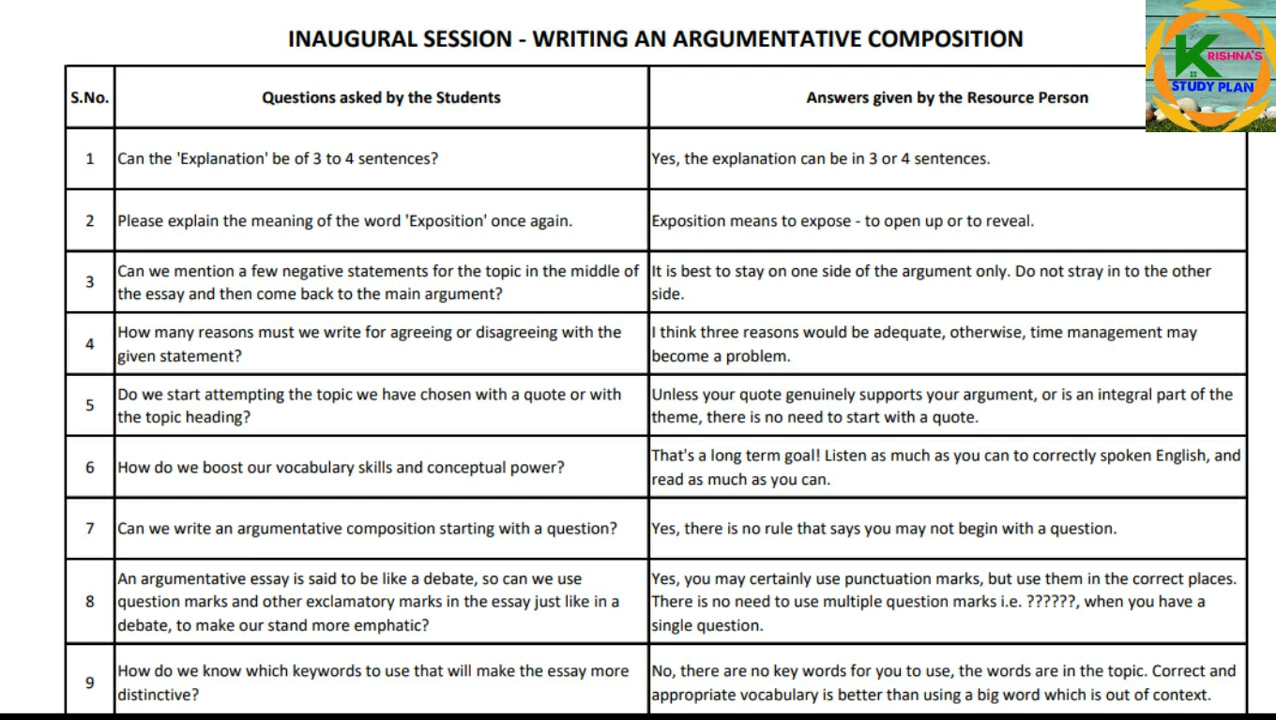 INAUGURAL SESSION - WRITING AN ARGUMENTATIVE COMPOSITION
KRISHNA'S
STUDY PLAN
S.No.
Questions asked by the Students
Answers given by the Resource Person
1
Can the 'Explanation' be of 3 to 4 sentences?
Yes, the explanation can be in 3 or 4 sentences.
2
Please explain the meaning of the word 'Exposition' once again.
Exposition means to expose - to open up or to reveal.
3
Can we mention a few negative statements for the topic in the middle of
the essay and then come back to the main argument?
It is best to stay on one side of the argument only. Do not stray in to the other
side.
4
How many reasons must we write for agreeing or disagreeing with the
given statement?
I think three reasons would be adequate, otherwise, time management may
become a problem.
5
Do we start attempting the topic we have chosen with a quote or with
the topic heading?
Unless your quote genuinely supports your argument, or is an integral part of the
theme, there is no need to start with a quote.
6
How do we boost our vocabulary skills and conceptual power?
That's a long term goal! Listen as much as you can to correctly spoken English, and
read as much as you can.
7
Can we write an argumentative composition starting with a question?
Yes, there is no rule that says you may not begin with a question.
8
An argumentative essay is said to be like a debate, so can we use
question marks and other exclamatory marks in the essay just like in a
debate, to make our stand more emphatic?
Yes, you may certainly use punctuation marks, but use them in the correct places.
There is no need to use multiple question marks i.e. ??????, when you have a
single question.
9
How do we know which keywords to use that will make the essay more
distinctive?
No, there are no key words for you to use, the words are in the topic. Correct and
appropriate vocabulary is better than using a big word which is out of context.